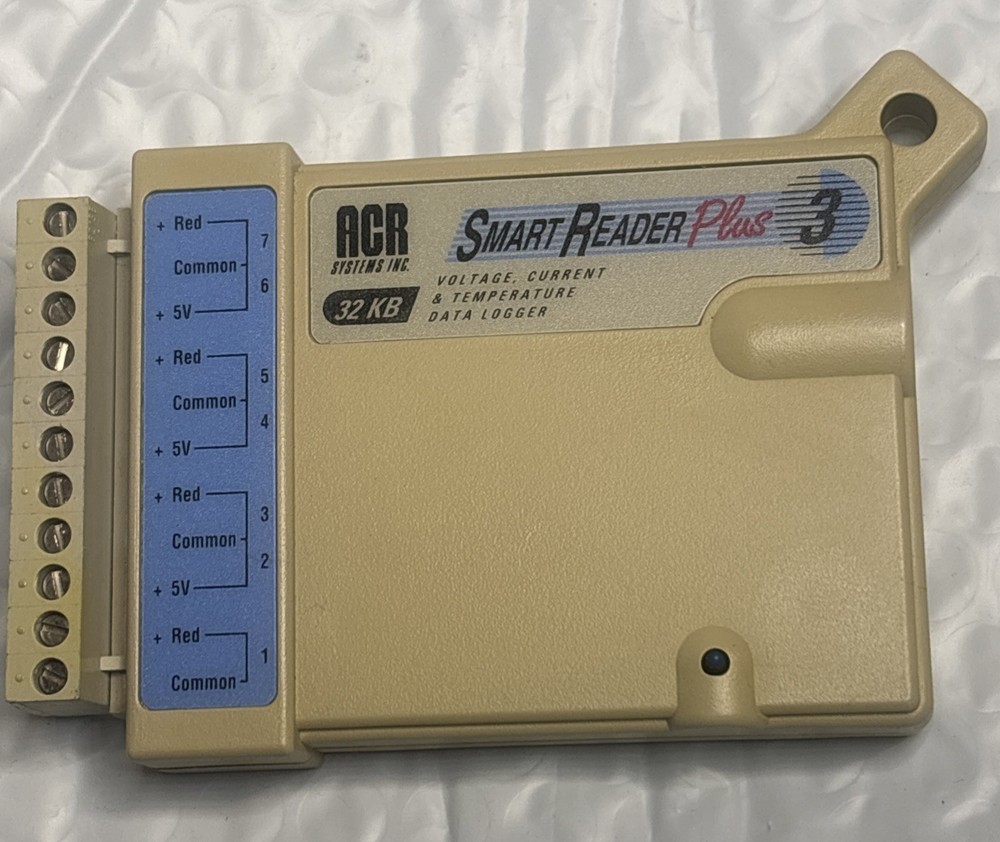 + Red
7
Common
6
+ 5V
+ Red
5
Common
4
+ 5V
+ Red
3
Common
2
+ 5V
+ Red
1
Common
ACR
SYSTEMS INC.
32 KB
SMART READER Plus 3
VOLTAGE, CURRENT
& TEMPERATURE
DATA LOGGER